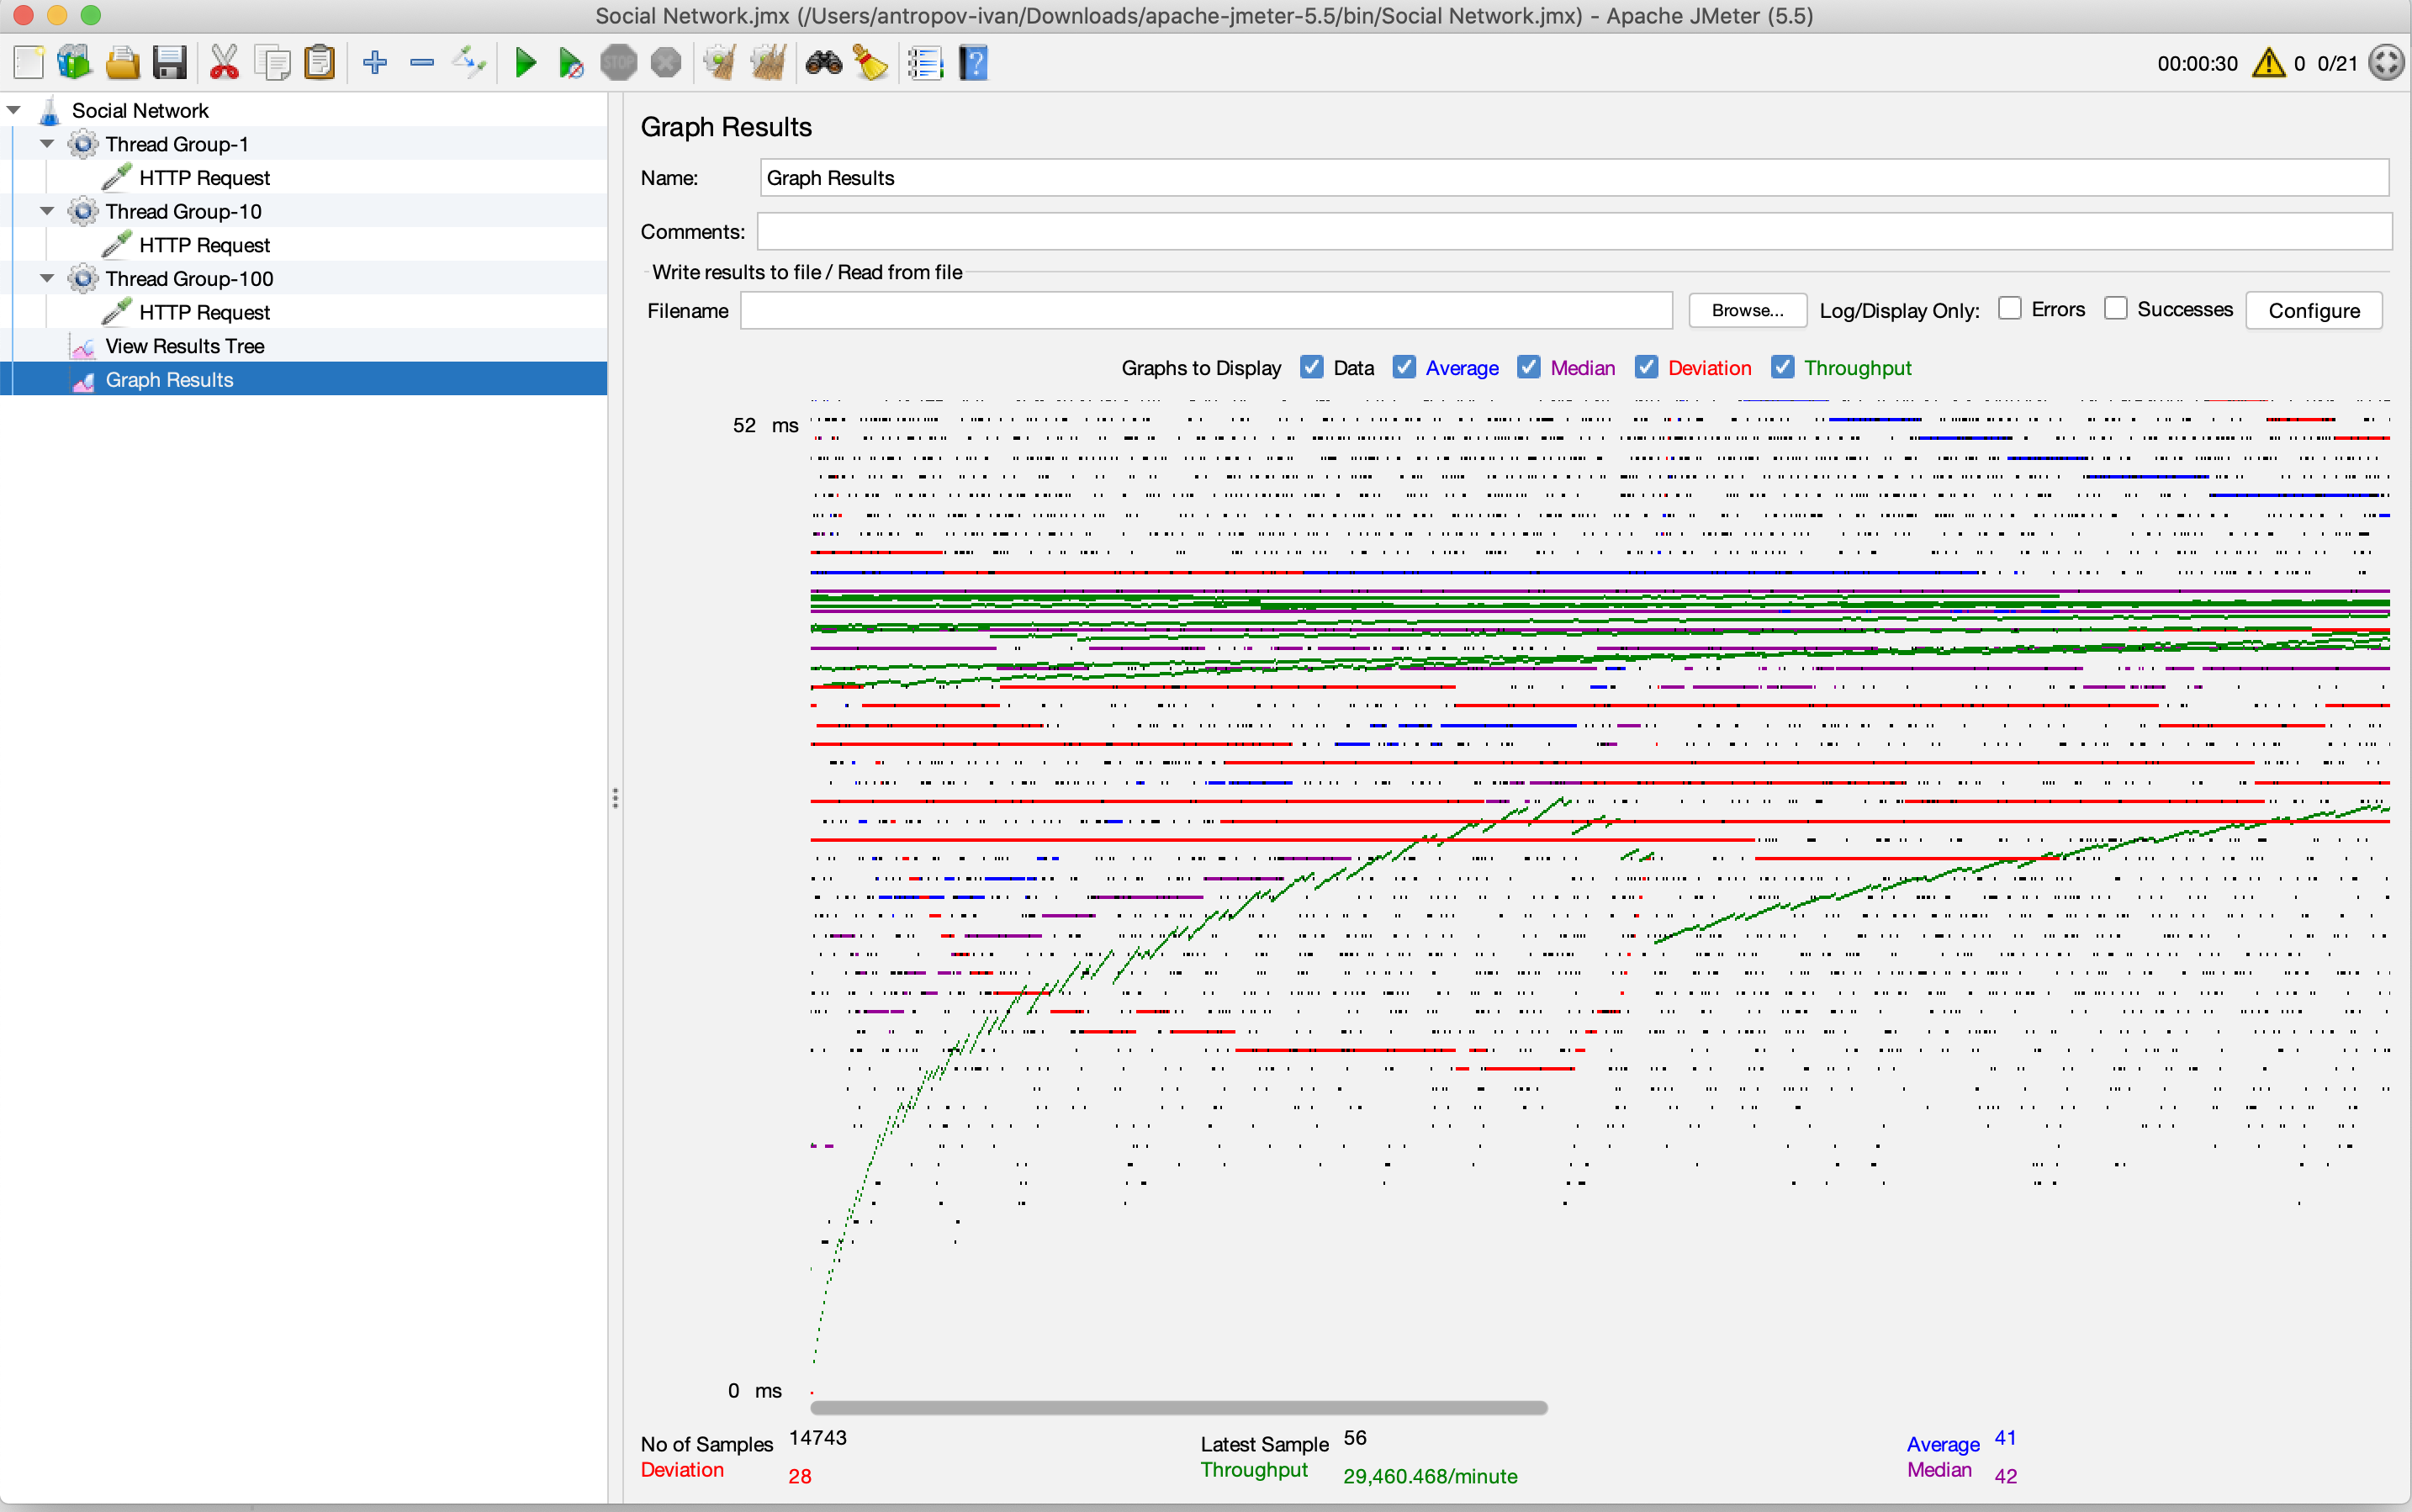 Social Network.jmx (/Users/antropov-ivan/Downloads/apache-jmeter-5.5/bin/Social Network.jmx) - Apache JMeter (5.5)
STOP
?
00:00:30 0 0/21
Social Network
Thread Group-1
HTTP Request
Thread Group-10
HTTP Request
Thread Group-100
HTTP Request
View Results Tree
Graph Results
Graph Results
Name: Graph Results
Comments:
Write results to file / Read from file
Filename Browse... Log/Display Only: Errors Successes Configure
Graphs to Display Data Average Median Deviation Throughput
52 ms
0 ms
No of Samples 14743 Latest Sample 56 Average 41
Deviation 28 Throughput 29,460.468/minute Median 42